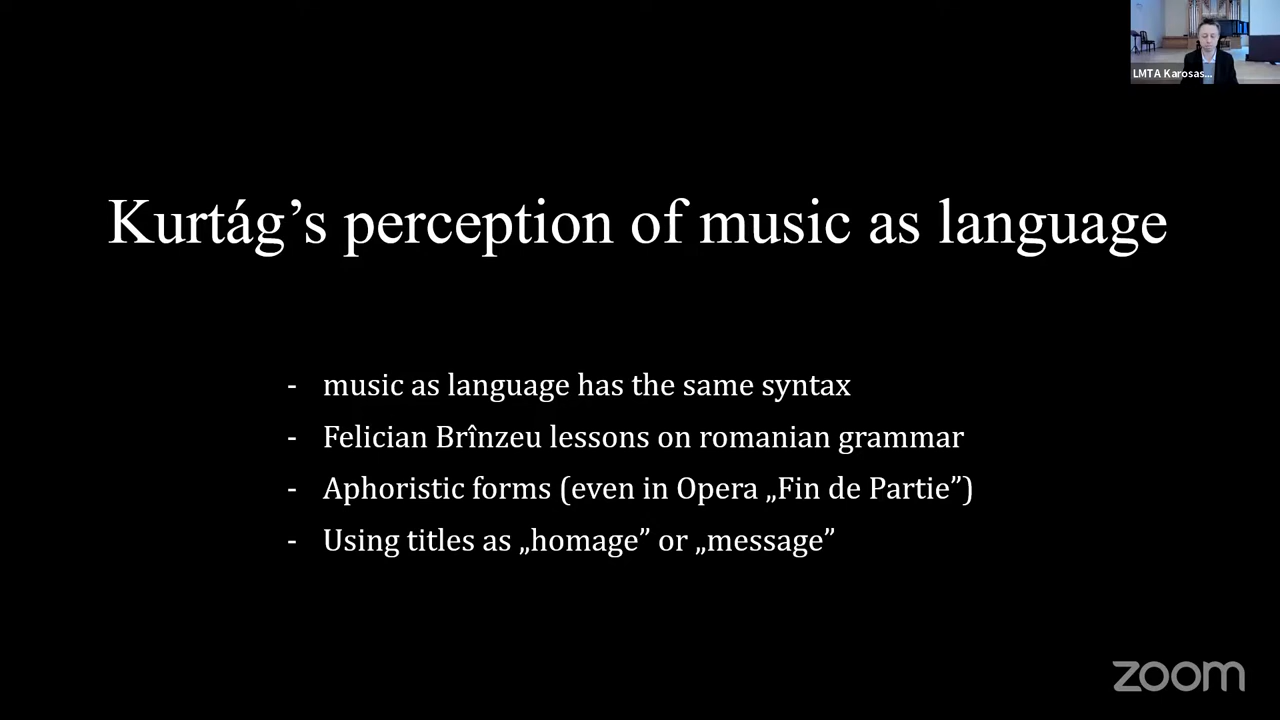 LMTA Karosas...
Kurtág’s perception of music as language
- music as language has the same syntax
- Felician Brînzeu lessons on romanian grammar
- Aphoristic forms (even in Opera „Fin de Partie”)
- Using titles as „homage” or „message”
zoom